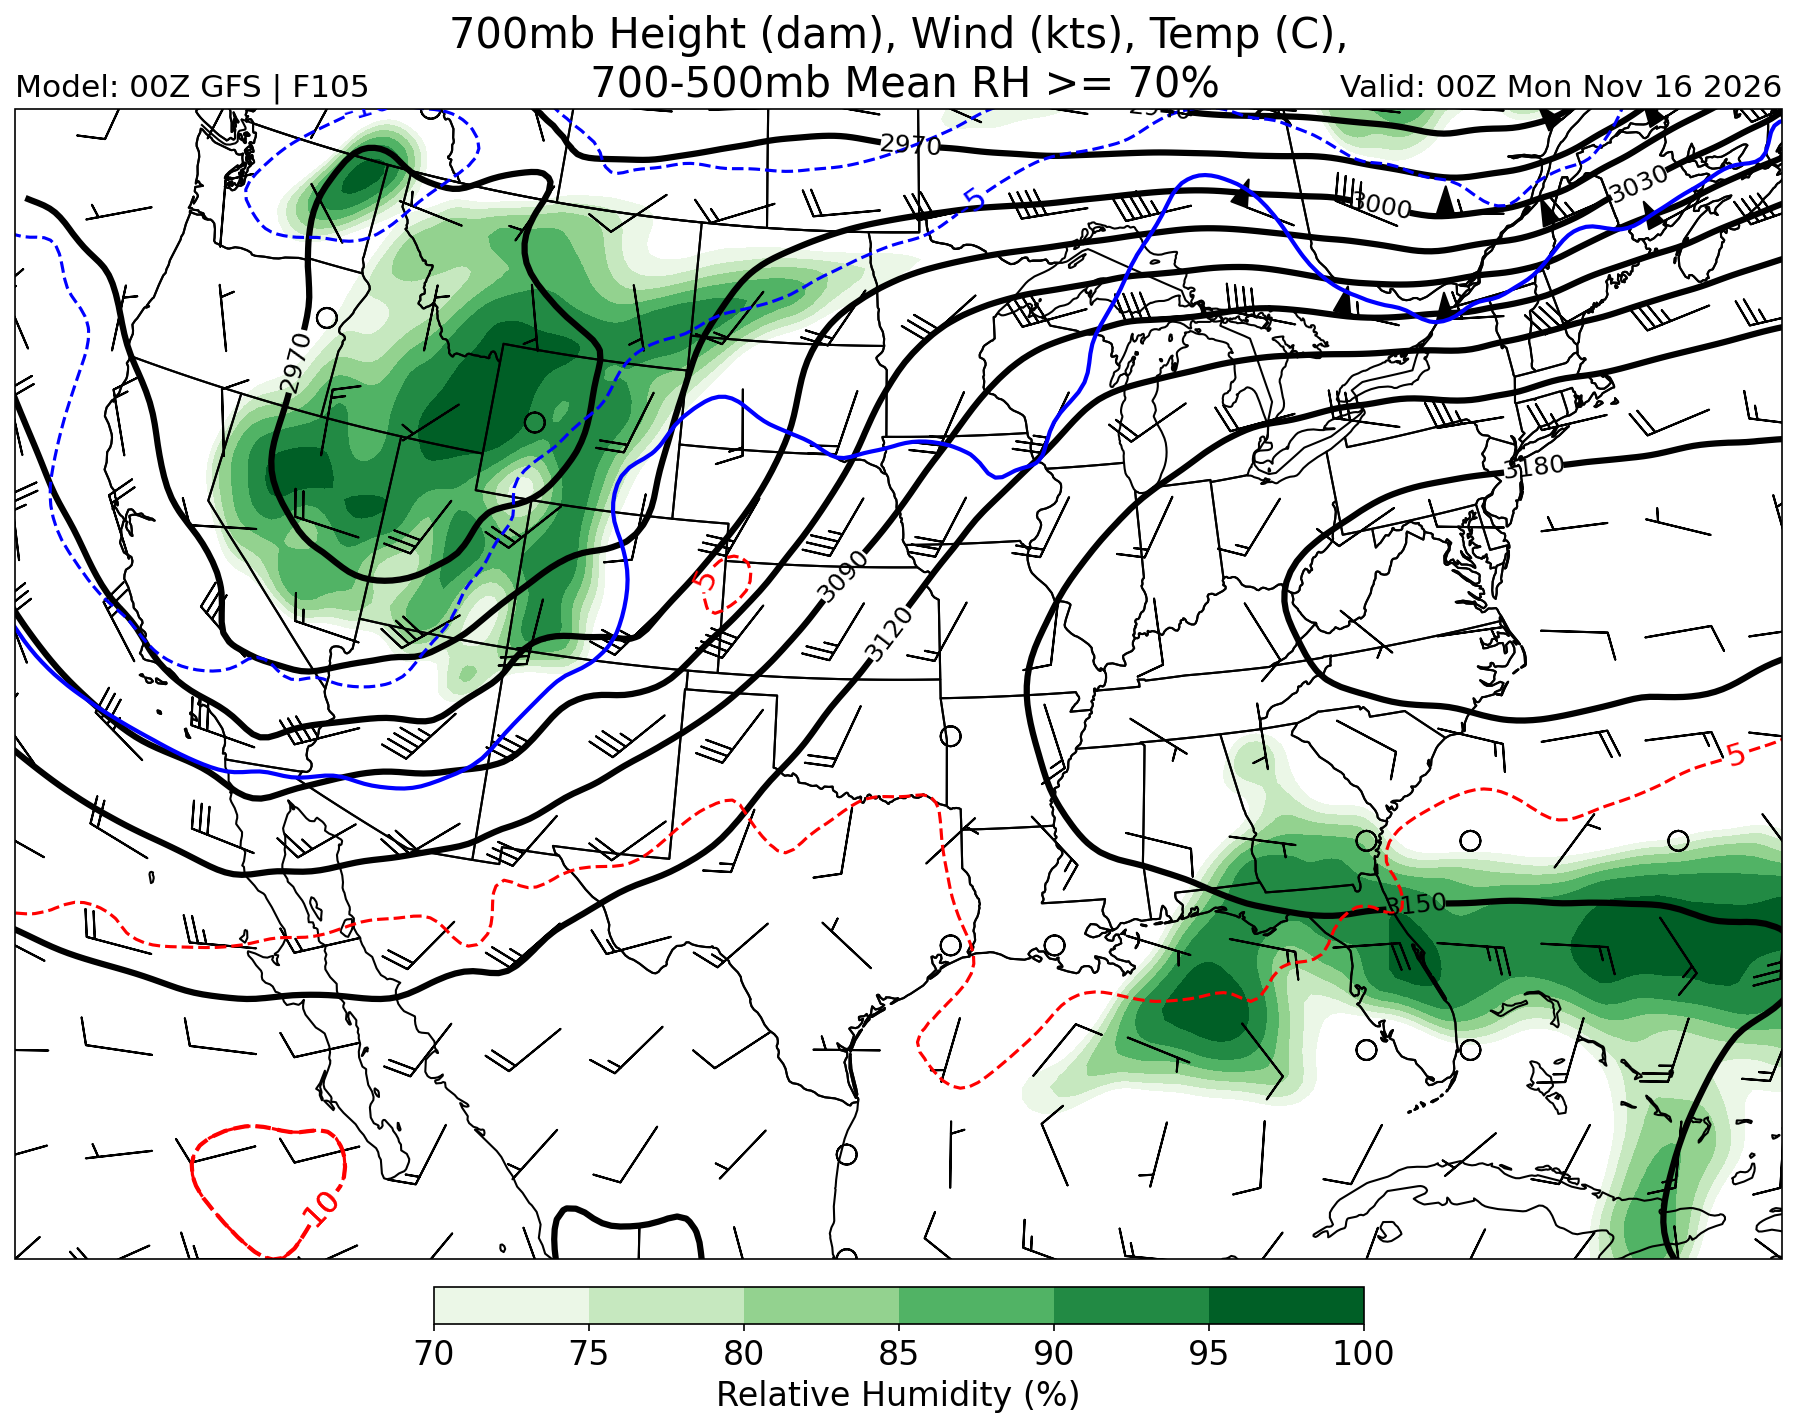 700mb Height (dam), Wind (kts), Temp (C),
700-500mb Mean RH >= 70%
Model: 00Z GFS | F105
Valid: 00Z Mon Nov 16 2026
2970
3030
5
3000
2970
3180
5
3090
3120
5
3150
10
70 75 80 85 90 95 100
Relative Humidity (%)